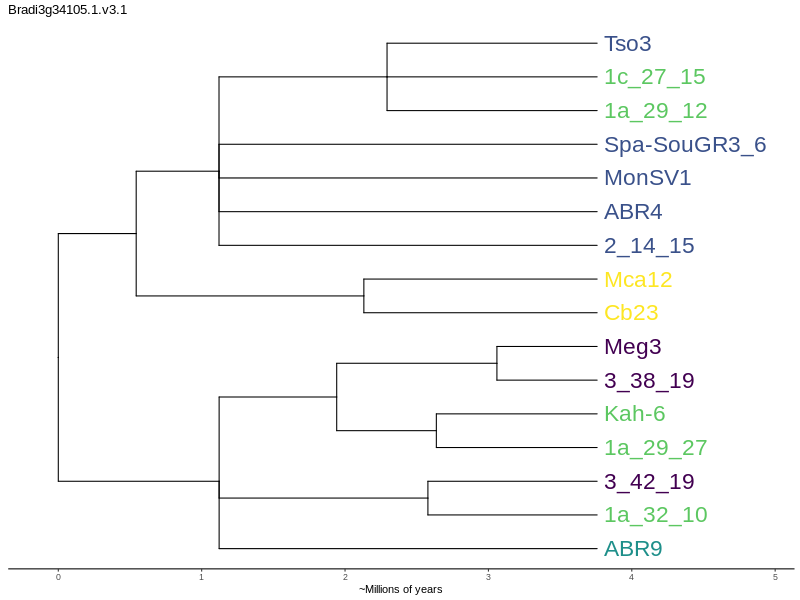 Bradi3g34105.1.v3.1
Tso3
1c_27_15
1a_29_12
Spa-SouGR3_6
MonSV1
ABR4
2_14_15
Mca12
Cb23
Meg3
3_38_19
Kah-6
1a_29_27
3_42_19
1a_32_10
ABR9
0 1 2 3 4 5
~Millions of years